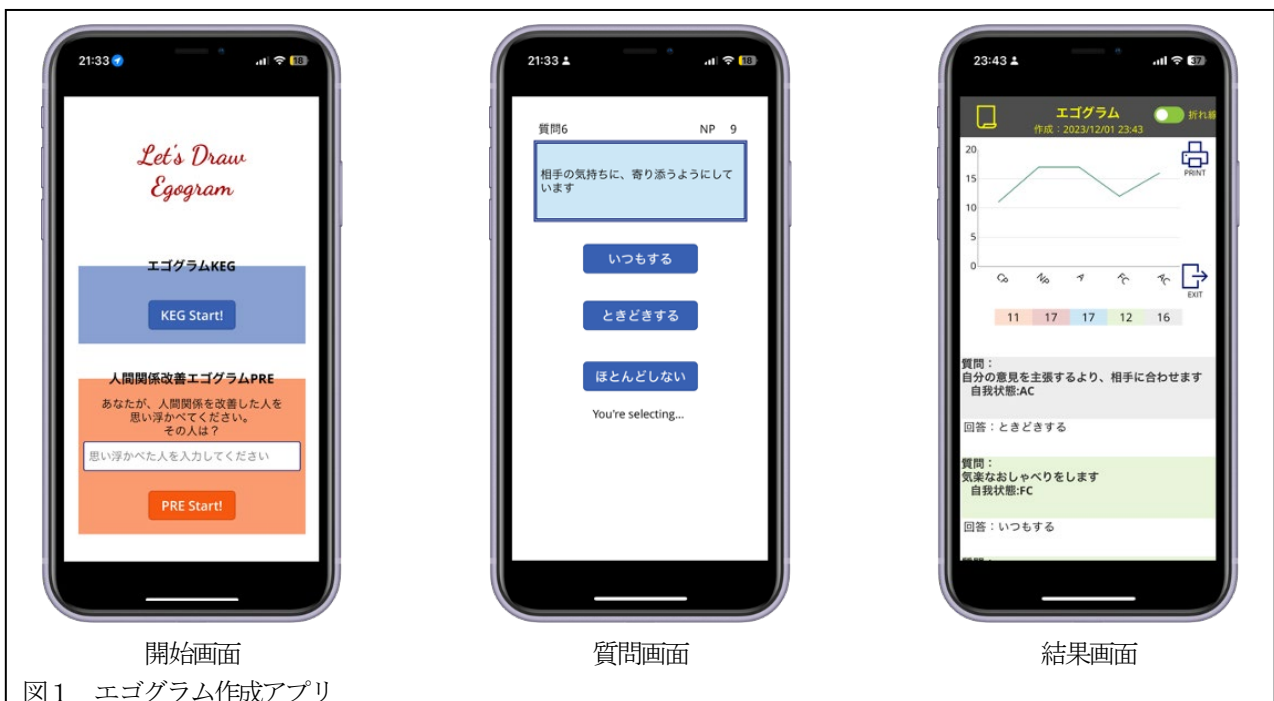 21:33
18
Let's Draw
Egogram
エゴグラムKEG
KEG Start!
人間関係改善エゴグラムPRE
あなたが、人間関係を改善した人を
思い浮かべてください。
その人は？
思い浮かべた人を入力してください
PRE Start!
開始画面
21:33
18
質問6
NP 9
相手の気持ちに、寄り添うようにして
います
いつもする
ときどきする
ほとんどしない
You're selecting...
質問画面
23:43
37
エゴグラム
作成：2023/12/01 23:43
折れ線
PRINT
20
15
10
5
0
Cp
Np
A
FC
AC
EXIT
11 17 17 12 16
質問：
自分の意見を主張するより、相手に合わせます
自我状態:AC
回答：ときどきする
質問：
気楽なおしゃべりをします
自我状態:FC
回答：いつもする
結果画面
図１ エゴグラム作成アプリ